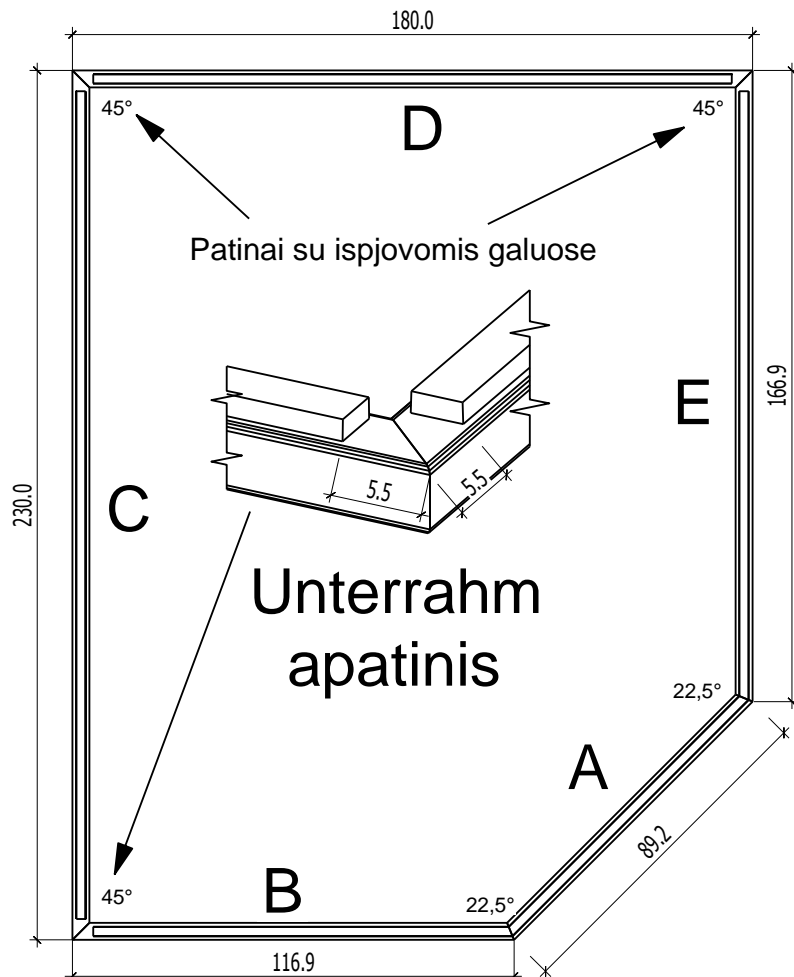 180.0
45°
45°
D
Patinai su ispjovomis galuose
E
166.9
230.0
C
5.5
5.5
Unterrahm
apatinis
22,5°
A
89.2
45°
B
22,5°
116.9